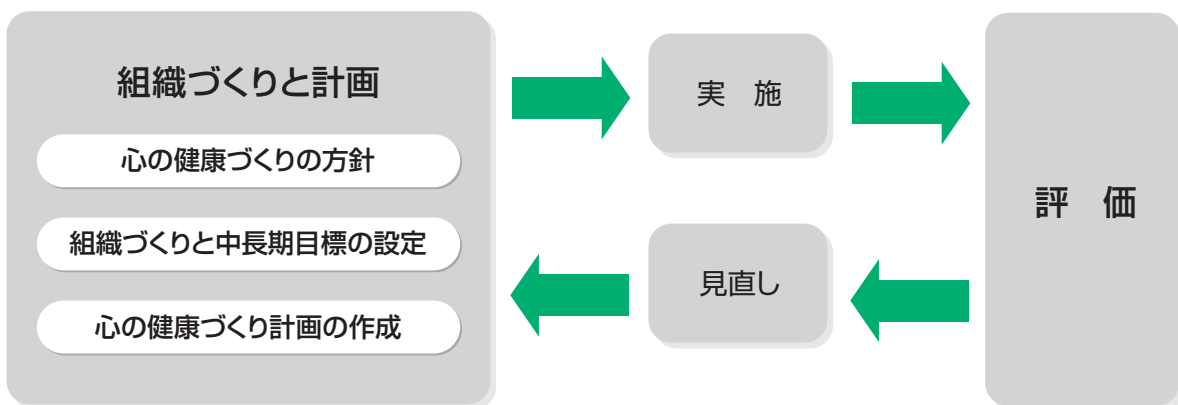 組織づくりと計画
心の健康づくりの方針
組織づくりと中長期目標の設定
心の健康づくり計画の作成
実　施
評　価
見直し